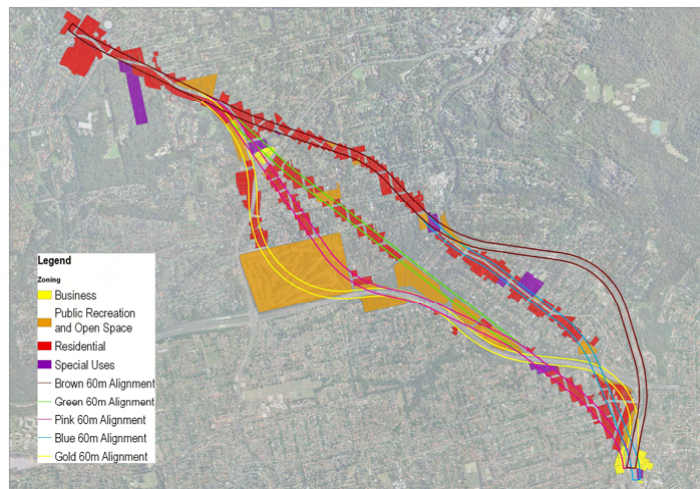 Legend
Zoning
Business
Public Recreation
and Open Space
Residential
Special Uses
Brown 60m Alignment
Green 60m Alignment
Pink 60m Alignment
Blue 60m Alignment
Gold 60m Alignment